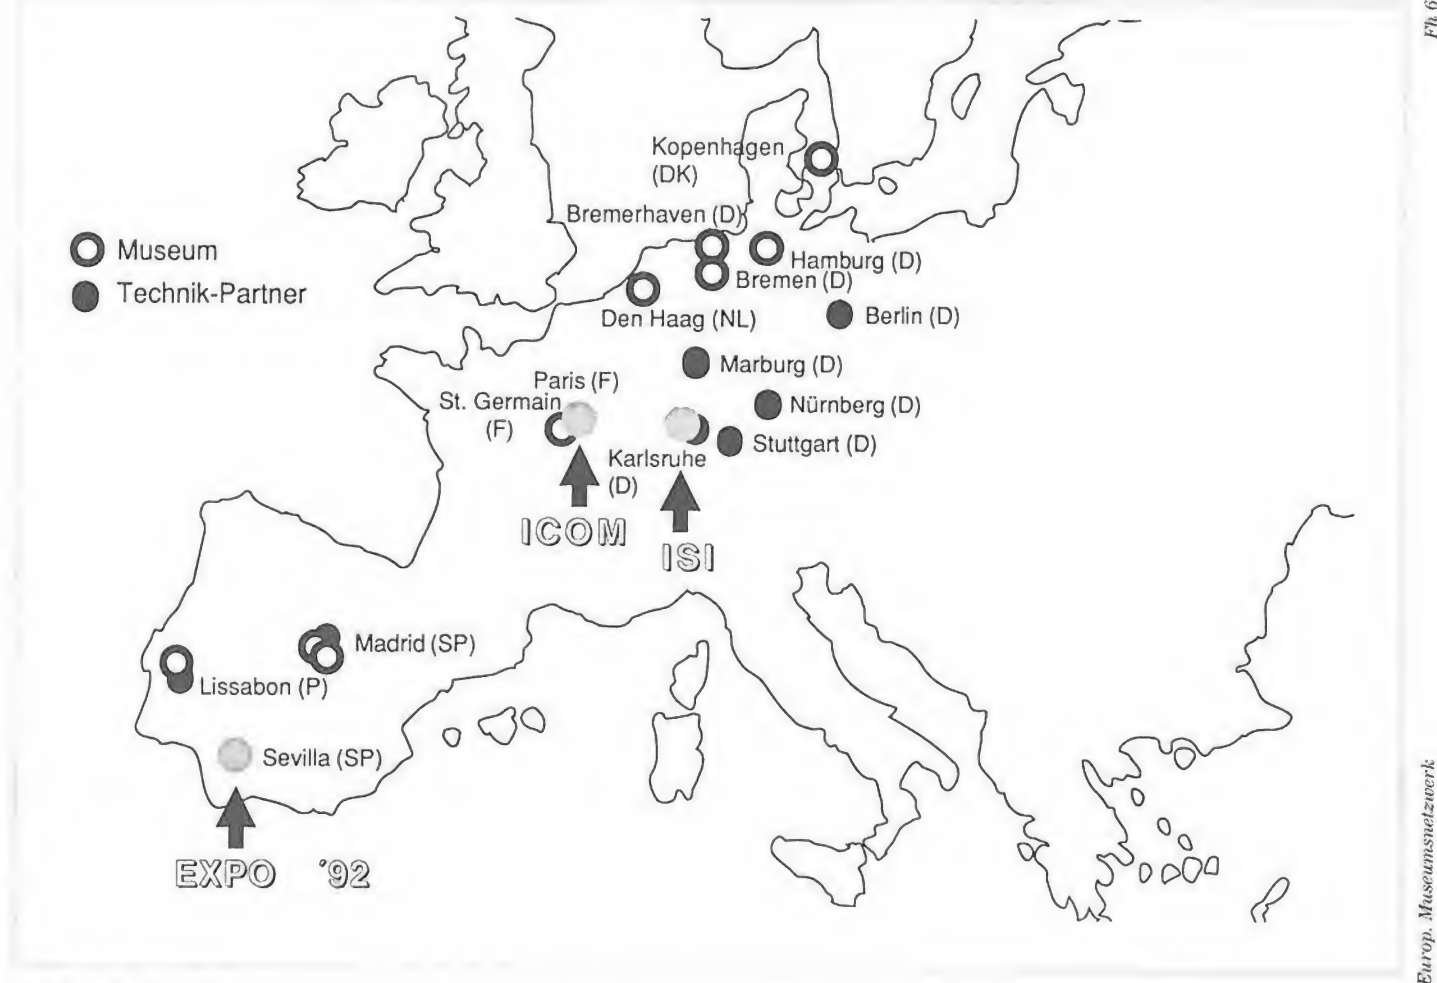 Fh 6
Kopenhagen
(DK)
Bremerhaven (D)
Museum
Hamburg (D)
Bremen (D)
Technik-Partner
Den Haag (NL)
Berlin (D)
Marburg (D)
Paris (F)
St. Germain
(F)
Nürnberg (D)
Stuttgart (D)
Karlsruhe
(D)
ICOM
ISI
Madrid (SP)
Lissabon (P)
Sevilla (SP)
EXPO '92
Europ. Museumsnetzwerk